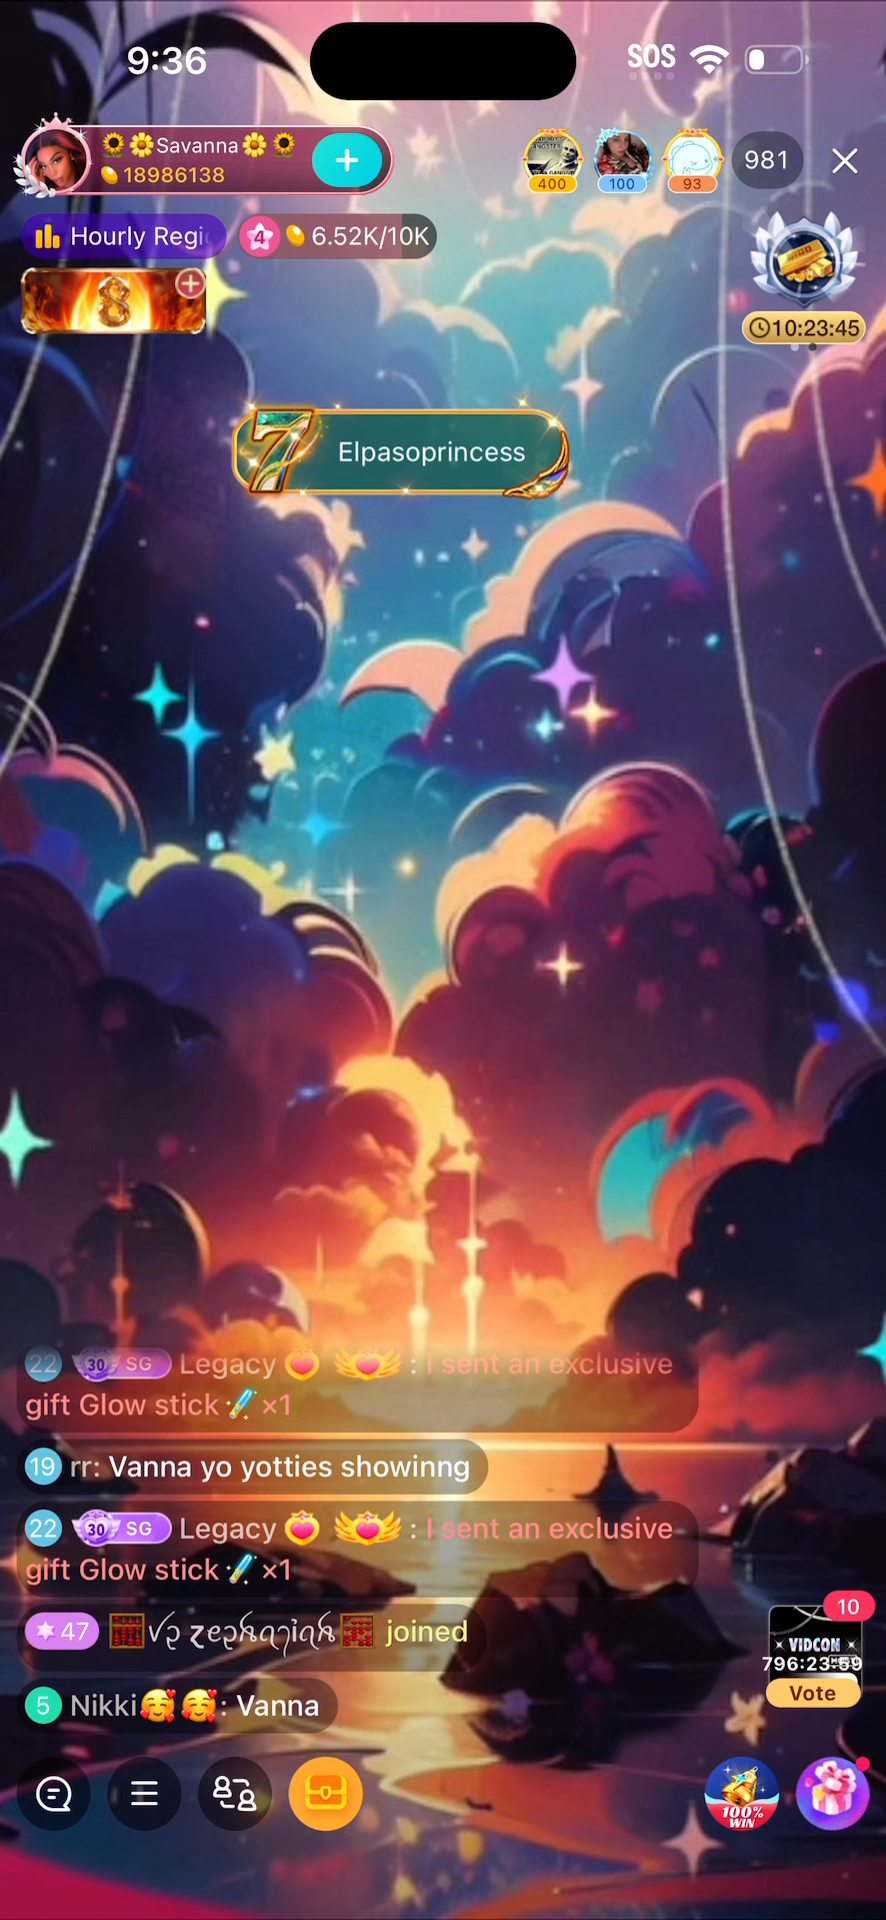 9:36
SOS
🌻🌼Savanna🌼🌻
18986138
400
100
93
981
Hourly Regi
4 6.52K/10K
8
10:23:45
7 Elpasoprincess
22 30 SG Legacy : I sent an exclusive
gift Glow stick ×1
19 rr: Vanna yo yotties showinng
22 30 SG Legacy : I sent an exclusive
gift Glow stick ×1
47 joined
10
VIDCON
796:23:59
Vote
5 Nikki🥰🥰: Vanna
100%
WIN